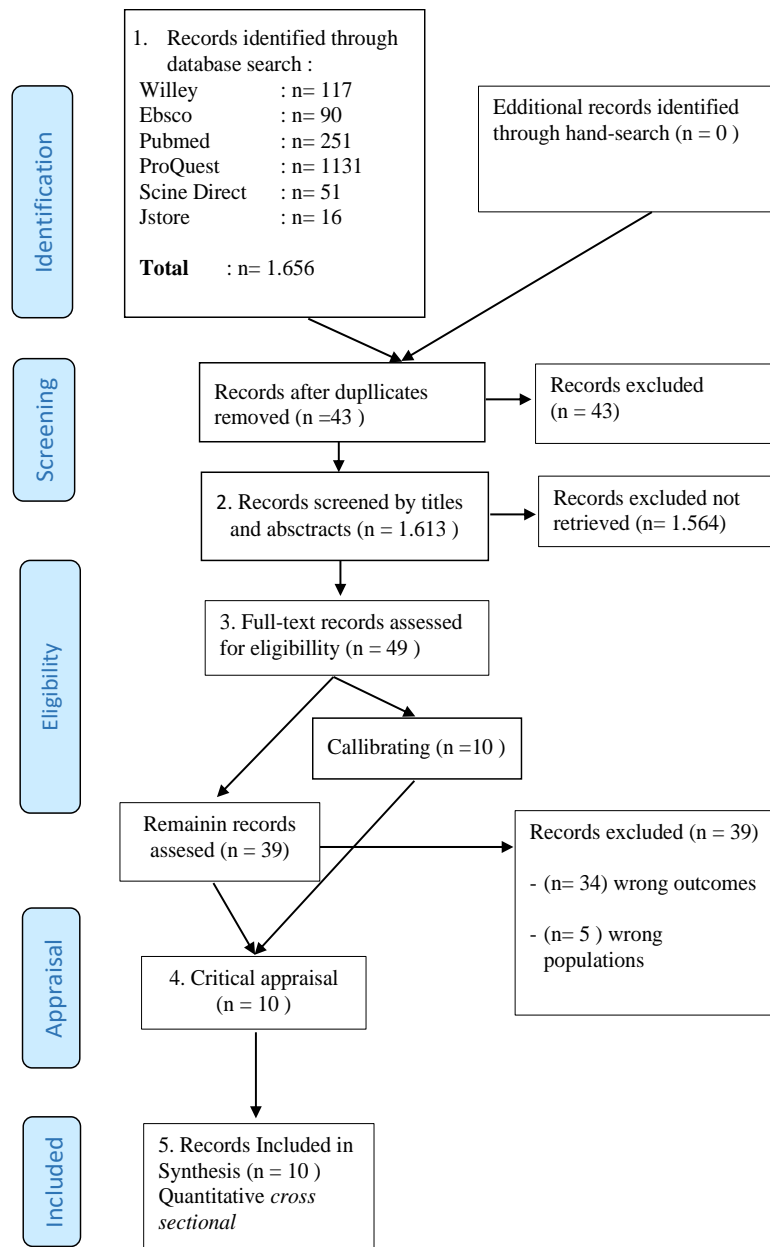 Identification
1. Records identified through
database search :
Willey : n= 117
Ebsco : n= 90
Pubmed : n= 251
ProQuest : n= 1131
Scine Direct : n= 51
Jstore : n= 16
Total : n= 1.656
Edditional records identified
through hand-search (n = 0 )
Screening
Records after dupllicates
removed (n =43 )
Records excluded
(n = 43)
2. Records screened by titles
and absctracts (n = 1.613 )
Records excluded not
retrieved (n= 1.564)
Eligibility
3. Full-text records assessed
for eligibillity (n = 49 )
Callibrating (n =10 )
Remainin records
assesed (n = 39)
Records excluded (n = 39)
- (n= 34) wrong outcomes
- (n= 5 ) wrong
populations
Appraisal
4. Critical appraisal
(n = 10 )
Included
5. Records Included in
Synthesis (n = 10 )
Quantitative cross
sectional